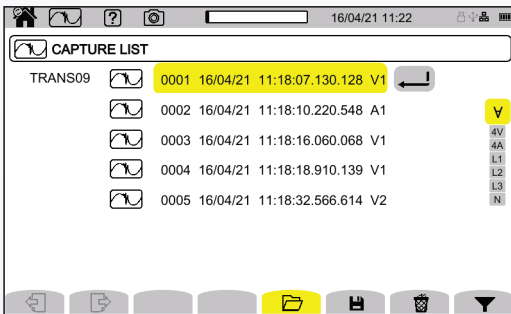 ? 16/04/21 11:22
CAPTURE LIST
TRANS09 0001 16/04/21 11:18:07.130.128 V1
0002 16/04/21 11:18:10.220.548 A1
0003 16/04/21 11:18:16.060.068 V1
0004 16/04/21 11:18:18.910.139 V1
0005 16/04/21 11:18:32.566.614 V2
∀
4V
4A
L1
L2
L3
N